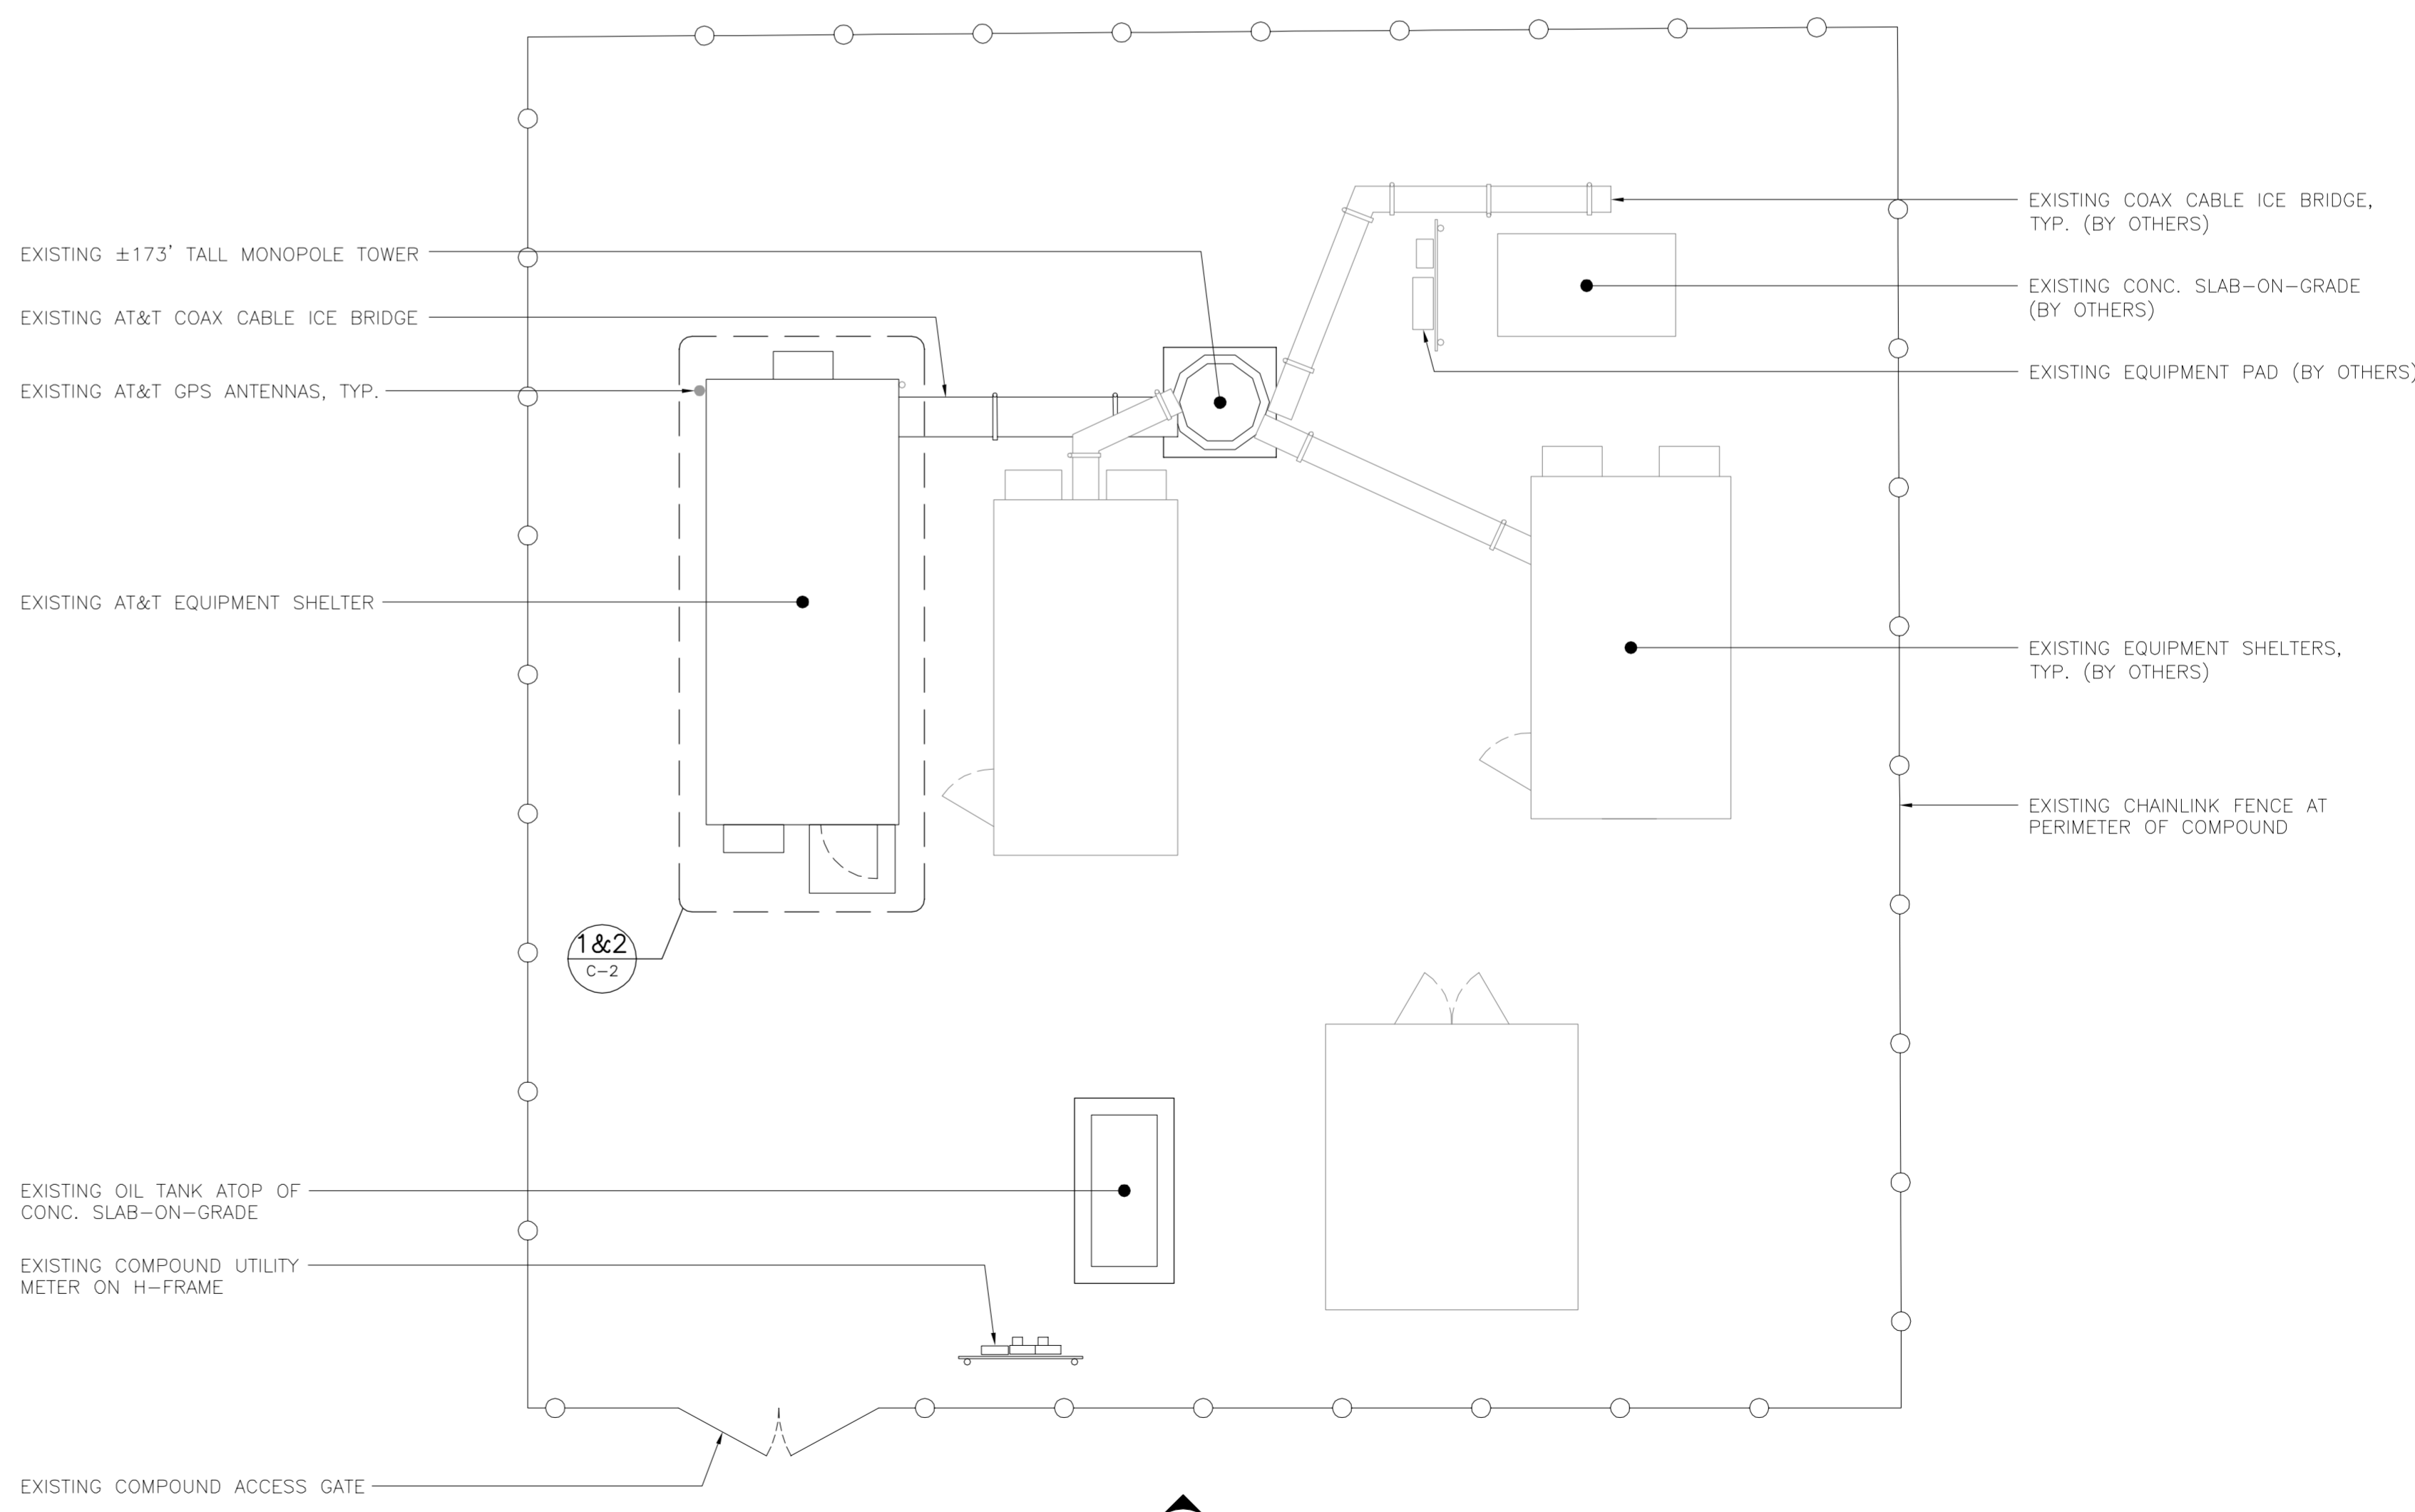 EXISTING ±173' TALL MONOPOLE TOWER
EXISTING AT&T COAX CABLE ICE BRIDGE
EXISTING AT&T GPS ANTENNAS, TYP.
EXISTING AT&T EQUIPMENT SHELTER
1&2
C-2
EXISTING OIL TANK ATOP OF
CONC. SLAB-ON-GRADE
EXISTING COMPOUND UTILITY
METER ON H-FRAME
EXISTING COMPOUND ACCESS GATE
EXISTING COAX CABLE ICE BRIDGE,
TYP. (BY OTHERS)
EXISTING CONC. SLAB-ON-GRADE
(BY OTHERS)
EXISTING EQUIPMENT PAD (BY OTHERS)
EXISTING EQUIPMENT SHELTERS,
TYP. (BY OTHERS)
EXISTING CHAINLINK FENCE AT
PERIMETER OF COMPOUND